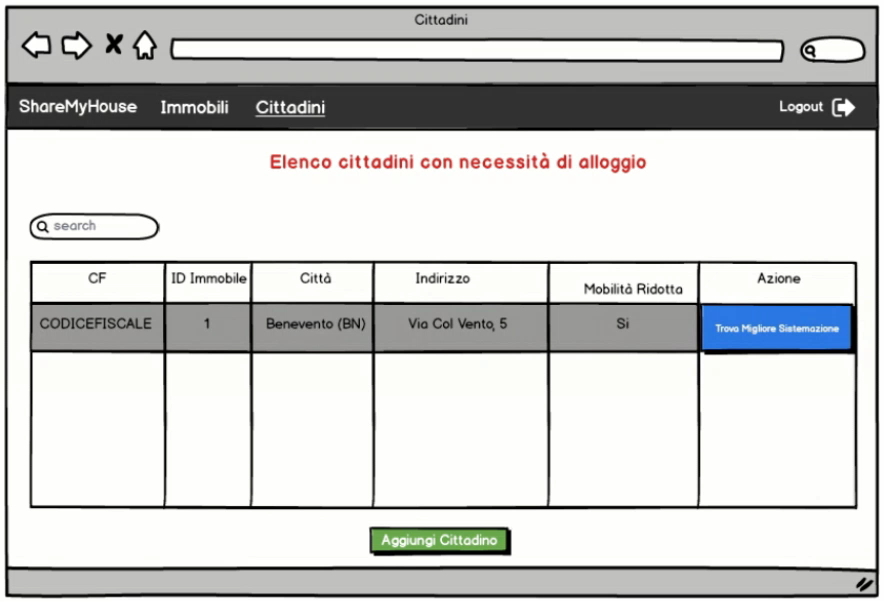 Cittadini
ShareMyHouse Immobili Cittadini Logout
Elenco cittadini con necessità di alloggio
search
CF ID Immobile Città Indirizzo Mobilità Ridotta Azione
CODICEFISCALE 1 Benevento (BN) Via Col Vento, 5 Si Trova Migliore Sistemazione
Aggiungi Cittadino